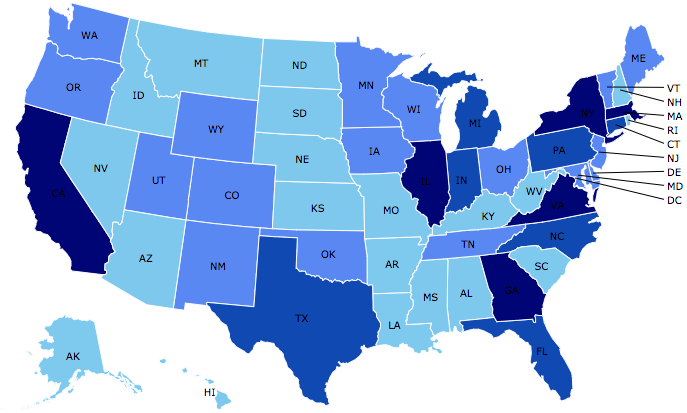 WA
MT
ND
MN
ME
OR
ID
SD
WI
WY
MI
NY
VT
NH
MA
RI
CT
NJ
DE
MD
DC
NV
UT
CO
NE
IA
IL
IN
OH
PA
CA
KS
MO
KY
WV
VA
AZ
NM
OK
AR
TN
NC
SC
TX
LA
MS
AL
GA
FL
AK
HI